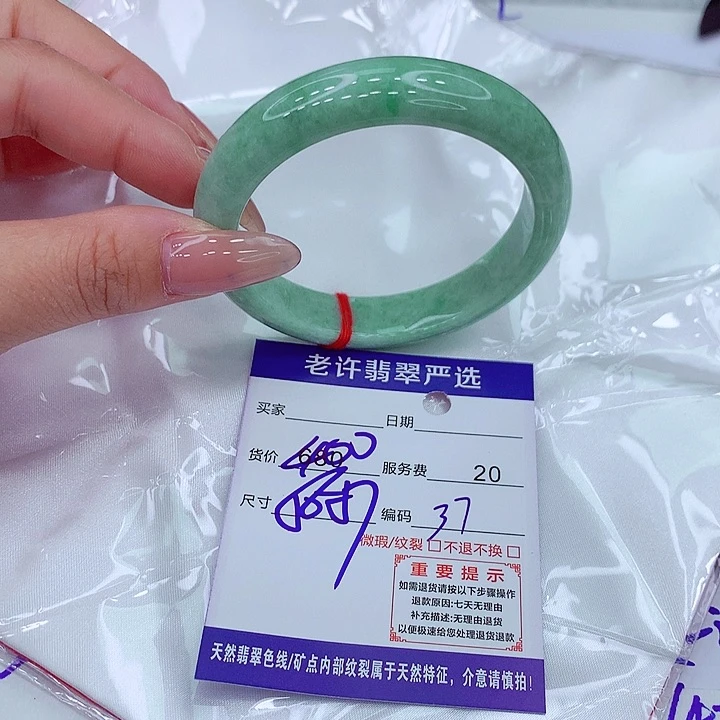 老许翡翠严选
买家 日期
货价 680 服务费 20
尺寸 编码 37
微瑕/纹裂 □不退不换 □
重要提示
如需退货请按以下步骤操作
退款原因:七天无理由
补充描述:无理由退货
以便极速给您处理退货退款
天然翡翠色线/矿点内部纹裂属于天然特征，介意请慎拍!